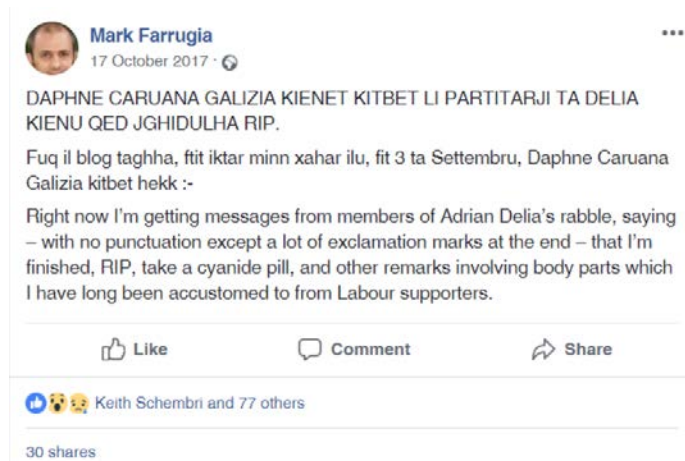 Mark Farrugia
17 October 2017 ·
DAPHNE CARUANA GALIZIA KIENET KITBET LI PARTITARJI TA DELIA
KIENU QED JGHIDULHA RIP.
Fuq il blog taghha, ftit iktar minn xahar ilu, fit 3 ta Settembru, Daphne Caruana
Galizia kitbet hekk :-
Right now I'm getting messages from members of Adrian Delia's rabble, saying
– with no punctuation except a lot of exclamation marks at the end – that I'm
finished, RIP, take a cyanide pill, and other remarks involving body parts which
I have long been accustomed to from Labour supporters.
Like Comment Share
Keith Schembri and 77 others
30 shares